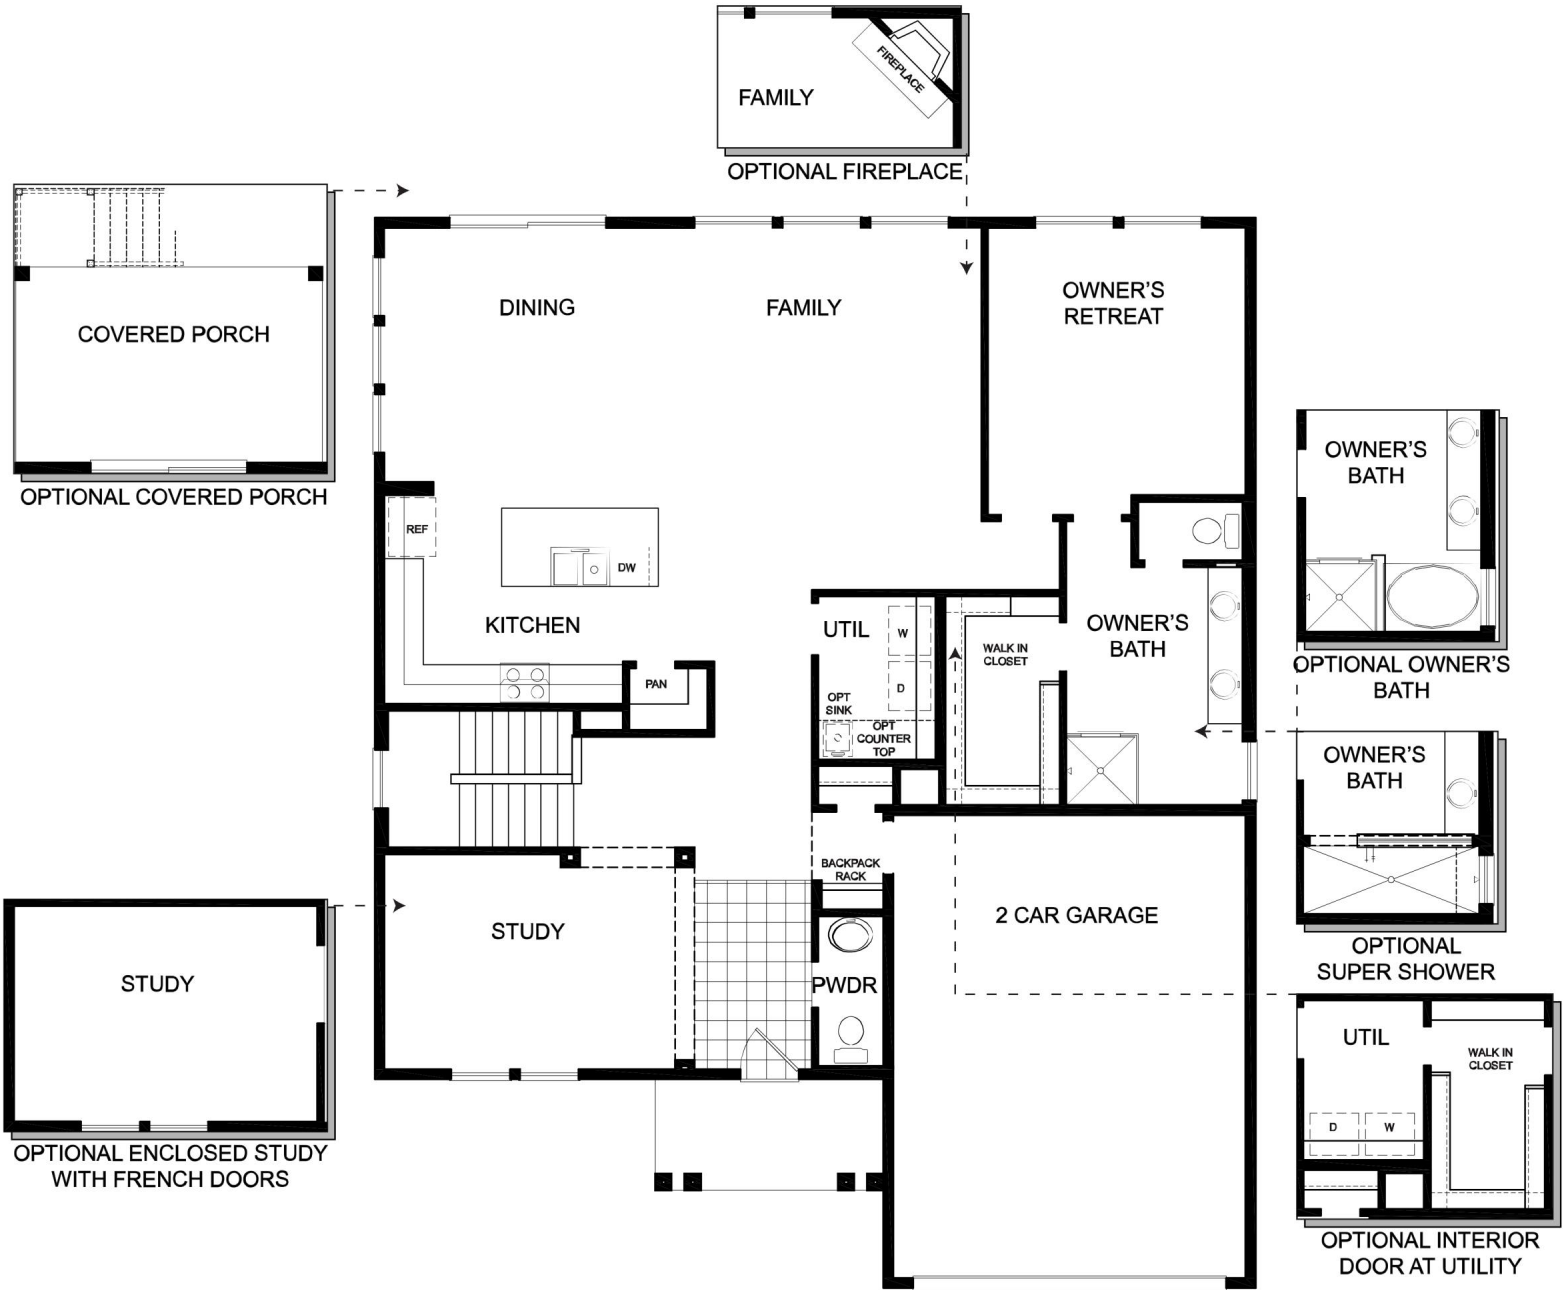 FAMILY
FIREPLACE
OPTIONAL FIREPLACE
COVERED PORCH
OPTIONAL COVERED PORCH
DINING
FAMILY
OWNER'S
RETREAT
REF
DW
KITCHEN
PAN
UTIL
W
D
OPT
SINK
OPT
COUNTER
TOP
WALK IN
CLOSET
OWNER'S
BATH
OWNER'S
BATH
OPTIONAL OWNER'S
BATH
OWNER'S
BATH
OPTIONAL
SUPER SHOWER
BACKPACK
RACK
STUDY
2 CAR GARAGE
PWDR
STUDY
OPTIONAL ENCLOSED STUDY
WITH FRENCH DOORS
UTIL
WALK IN
CLOSET
D
W
OPTIONAL INTERIOR
DOOR AT UTILITY